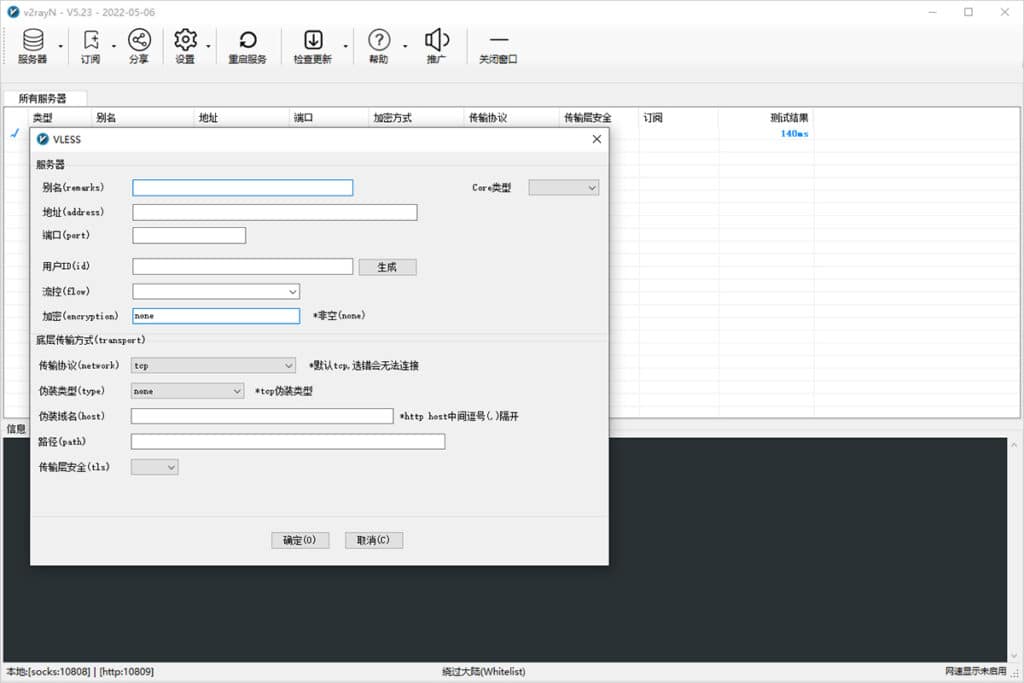 v2rayN - V5.23 - 2022-05-06
服务器 订阅 分享 设置 重启服务 检查更新 帮助 推广 关闭窗口
所有服务器
类型 别名 地址 端口 加密方式 传输协议 传输层安全 订阅 测试结果
140ms
VLESS
服务器
别名(remarks) Core类型
地址(address)
端口(port)
用户ID(id) 生成
流控(flow)
加密(encryption) none *非空(none)
底层传输方式(transport)
传输协议(network) tcp *默认tcp,选错会无法连接
伪装类型(type) none *tcp伪装类型
伪装域名(host) *http host中间逗号(,)隔开
信息
路径(path)
传输层安全(tls)
确定(O) 取消(C)
本地:[socks:10808] | [http:10809] 绕过大陆(Whitelist) 网速显示未启用